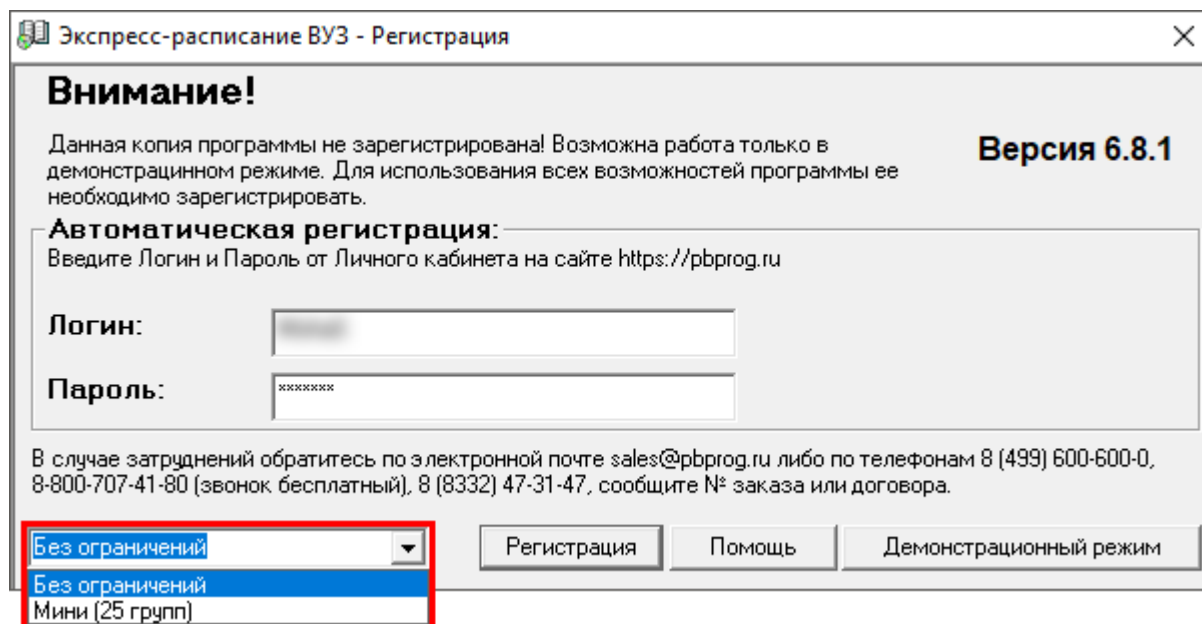 Экспресс-расписание ВУЗ - Регистрация
Внимание!
Данная копия программы не зарегистрирована! Возможна работа только в
демонстрацинном режиме. Для использования всех возможностей программы ее
необходимо зарегистрировать.
Версия 6.8.1
Автоматическая регистрация:
Введите Логин и Пароль от Личного кабинета на сайте https://pbprog.ru
Логин:
Пароль: *******
В случае затруднений обратитесь по электронной почте sales@pbprog.ru либо по телефонам 8 (499) 600-600-0,
8-800-707-41-80 (звонок бесплатный), 8 (8332) 47-31-47, сообщите № заказа или договора.
Без ограничений Регистрация Помощь Демонстрационный режим
Без ограничений
Мини (25 групп)